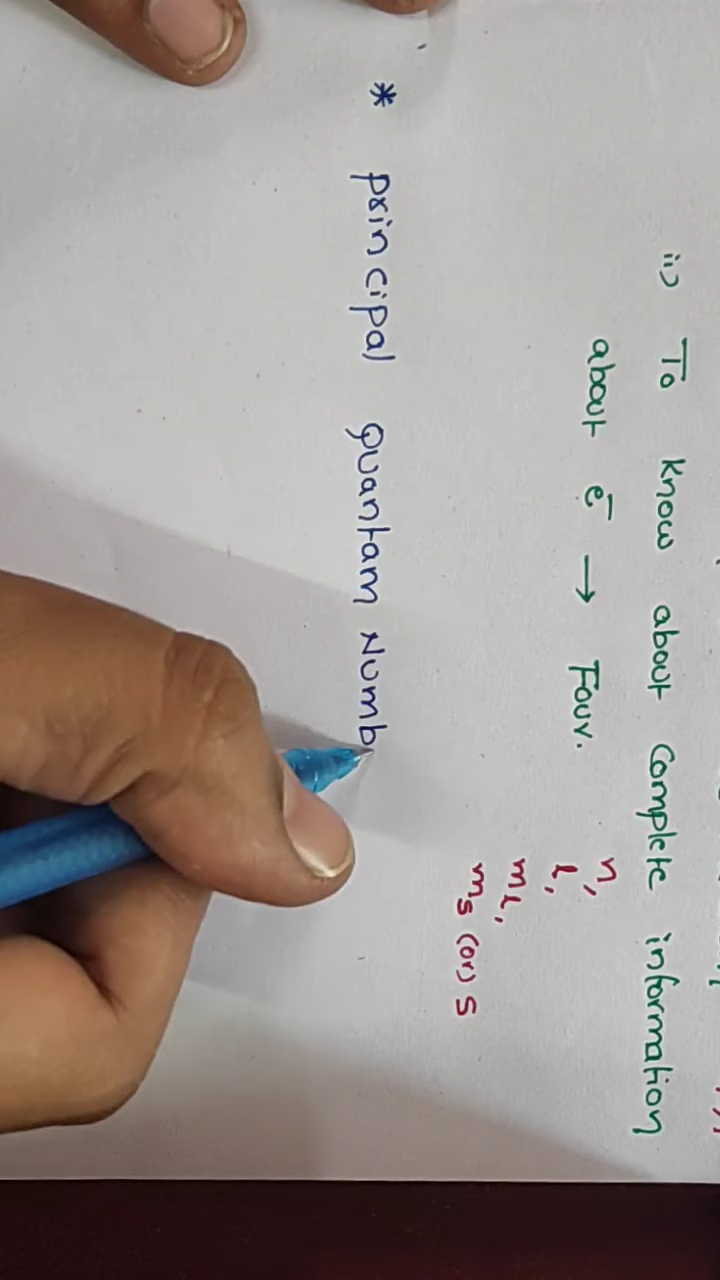 ii) To know about complete information
about e̅ → Four.
n,
l,
ml,
ms (or) s
* principal Quantam Numb